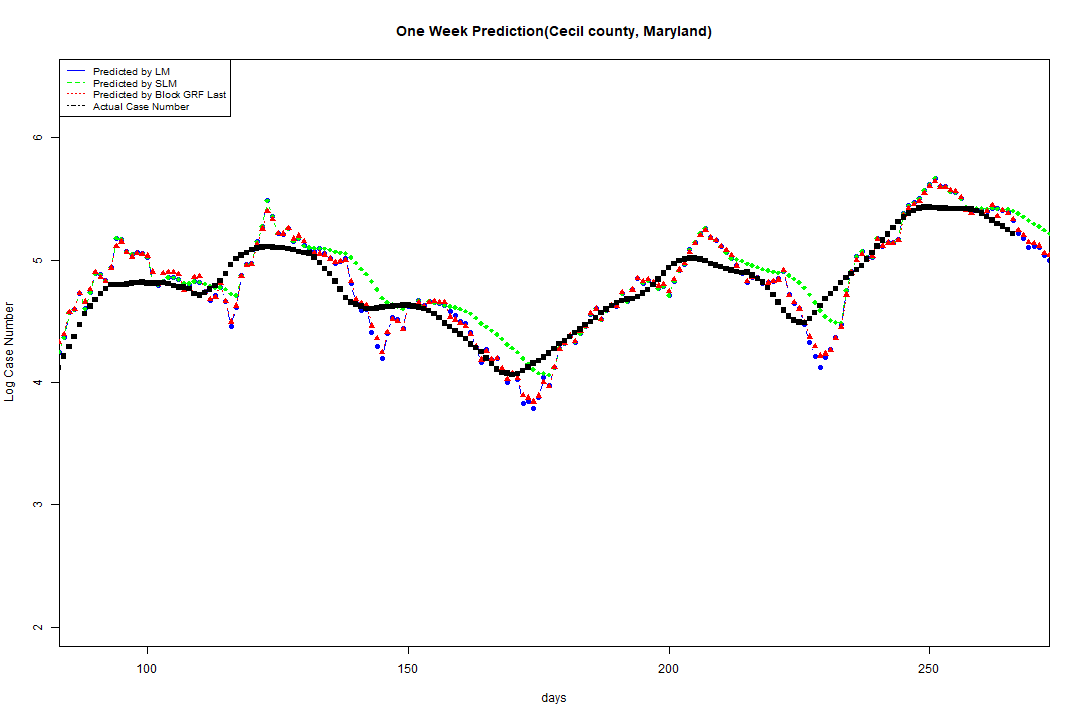 One Week Prediction(Cecil county, Maryland)
Predicted by LM
Predicted by SLM
Predicted by Block GRF Last
Actual Case Number
6
5
4
3
2
Log Case Number
100
150
200
250
days